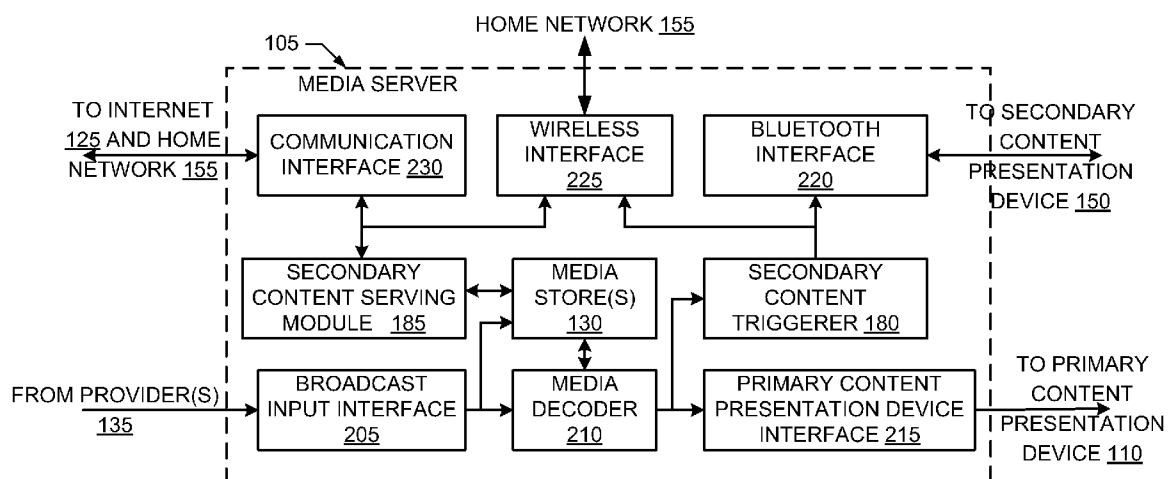 HOME NETWORK 155
105
MEDIA SERVER
TO INTERNET
125 AND HOME
NETWORK 155
COMMUNICATION
INTERFACE 230
WIRELESS
INTERFACE
225
BLUETOOTH
INTERFACE
220
TO SECONDARY
CONTENT
PRESENTATION
DEVICE 150
SECONDARY
CONTENT SERVING
MODULE 185
MEDIA
STORE(S)
130
SECONDARY
CONTENT
TRIGGERER 180
FROM PROVIDER(S)
135
BROADCAST
INPUT INTERFACE
205
MEDIA
DECODER
210
PRIMARY CONTENT
PRESENTATION DEVICE
INTERFACE 215
TO PRIMARY
CONTENT
PRESENTATION
DEVICE 110